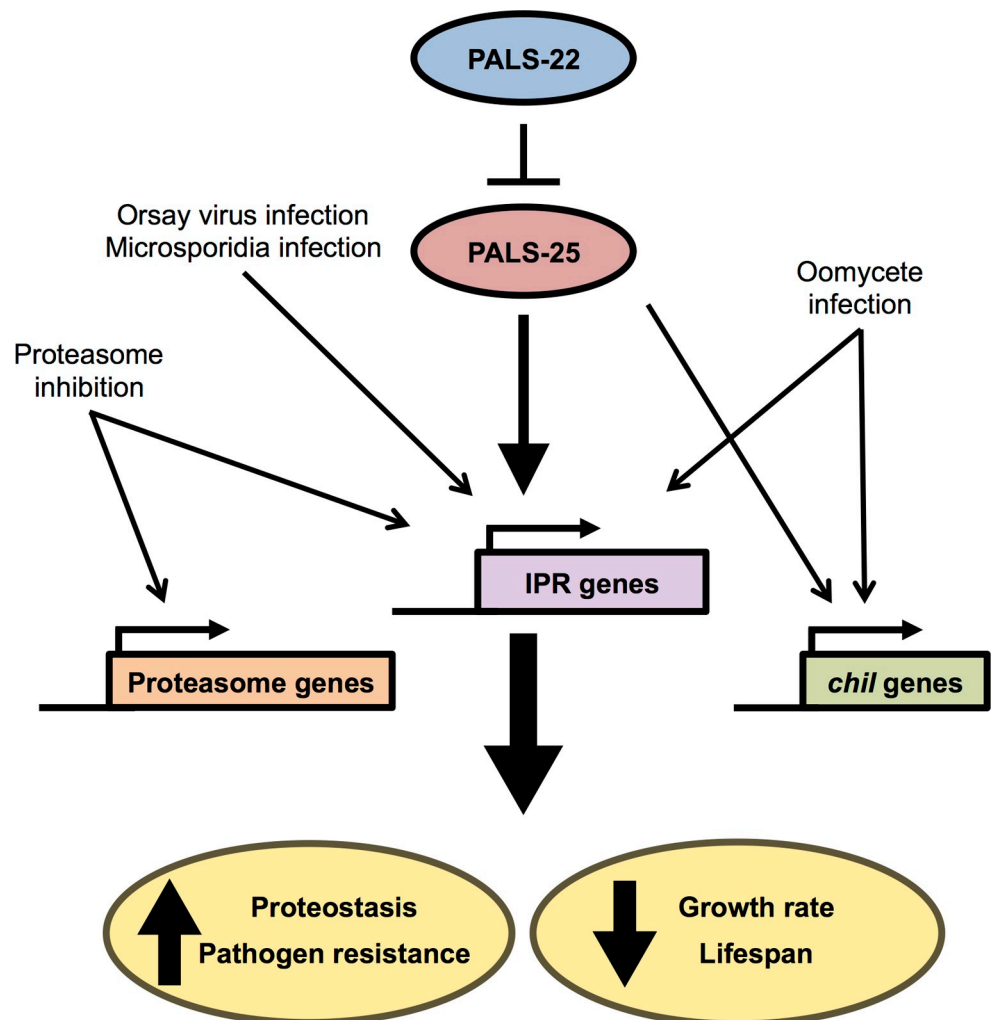 PALS-22
Orsay virus infection
Microsporidia infection
PALS-25
Oomycete
infection
Proteasome
inhibition
IPR genes
Proteasome genes
chil genes
Proteostasis
Pathogen resistance
Growth rate
Lifespan